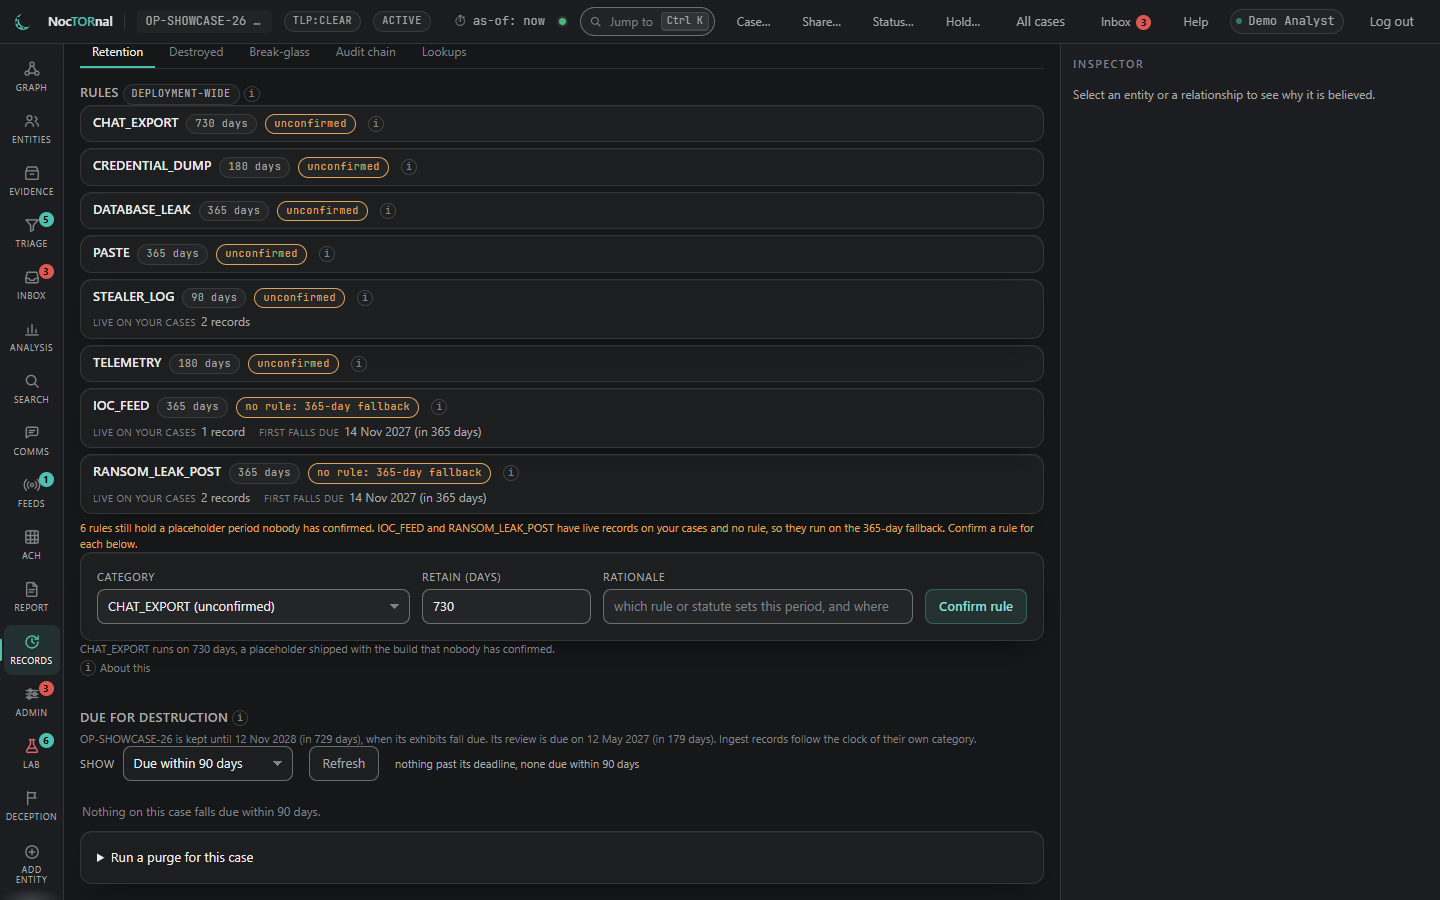 NocTORnal
OP-SHOWCASE-26 …
TLP:CLEAR
ACTIVE
as-of: now
Jump to Ctrl K
Case...
Share...
Status...
Hold...
All cases
Inbox 3
Help
Demo Analyst
Log out
GRAPH
ENTITIES
EVIDENCE
5
TRIAGE
3
INBOX
ANALYSIS
SEARCH
COMMS
1
FEEDS
ACH
REPORT
RECORDS
3
ADMIN
6
LAB
DECEPTION
ADD
ENTITY
Retention Destroyed Break-glass Audit chain Lookups
RULES DEPLOYMENT-WIDE i
CHAT_EXPORT 730 days unconfirmed i
CREDENTIAL_DUMP 180 days unconfirmed i
DATABASE_LEAK 365 days unconfirmed i
PASTE 365 days unconfirmed i
STEALER_LOG 90 days unconfirmed i
LIVE ON YOUR CASES 2 records
TELEMETRY 180 days unconfirmed i
IOC_FEED 365 days no rule: 365-day fallback i
LIVE ON YOUR CASES 1 record FIRST FALLS DUE 14 Nov 2027 (in 365 days)
RANSOM_LEAK_POST 365 days no rule: 365-day fallback i
LIVE ON YOUR CASES 2 records FIRST FALLS DUE 14 Nov 2027 (in 365 days)
6 rules still hold a placeholder period nobody has confirmed. IOC_FEED and RANSOM_LEAK_POST have live records on your cases and no rule, so they run on the 365-day fallback. Confirm a rule for
each below.
CATEGORY RETAIN (DAYS) RATIONALE
CHAT_EXPORT (unconfirmed) 730 which rule or statute sets this period, and where Confirm rule
CHAT_EXPORT runs on 730 days, a placeholder shipped with the build that nobody has confirmed.
i About this
DUE FOR DESTRUCTION i
OP-SHOWCASE-26 is kept until 12 Nov 2028 (in 729 days), when its exhibits fall due. Its review is due on 12 May 2027 (in 179 days). Ingest records follow the clock of their own category.
SHOW Due within 90 days Refresh nothing past its deadline, none due within 90 days
Nothing on this case falls due within 90 days.
Run a purge for this case
INSPECTOR
Select an entity or a relationship to see why it is believed.